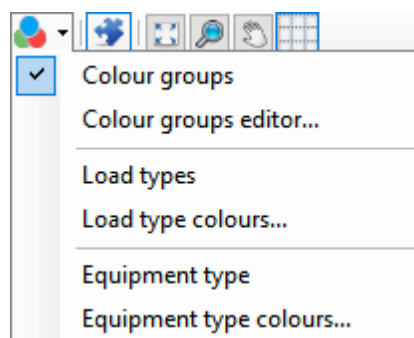 Colour groups
Colour groups editor...
Load types
Load type colours...
Equipment type
Equipment type colours...